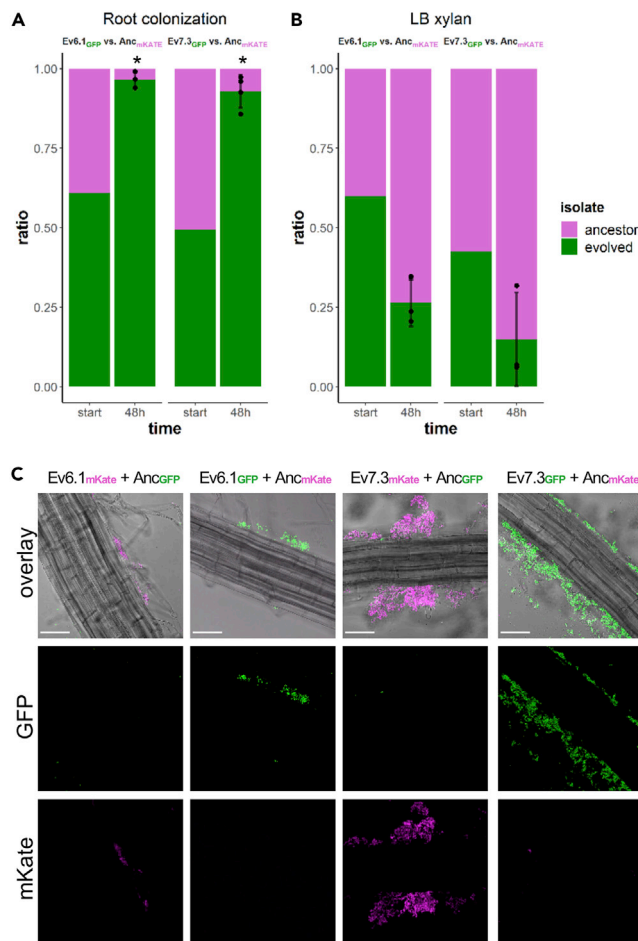 A
Root colonization
Ev6.1GFP vs. AncmKATE Ev7.3GFP vs. AncmKATE
* *
1.00
0.75
0.50
0.25
0.00
ratio
start 48h start 48h
time
B
LB xylan
Ev6.1GFP vs. AncmKATE Ev7.3GFP vs. AncmKATE
1.00
0.75
0.50
0.25
0.00
ratio
start 48h start 48h
time
isolate
ancestor
evolved
C
Ev6.1mKate + AncGFP Ev6.1GFP + AncmKate Ev7.3mKate + AncGFP Ev7.3GFP + AncmKate
overlay
GFP
mKate